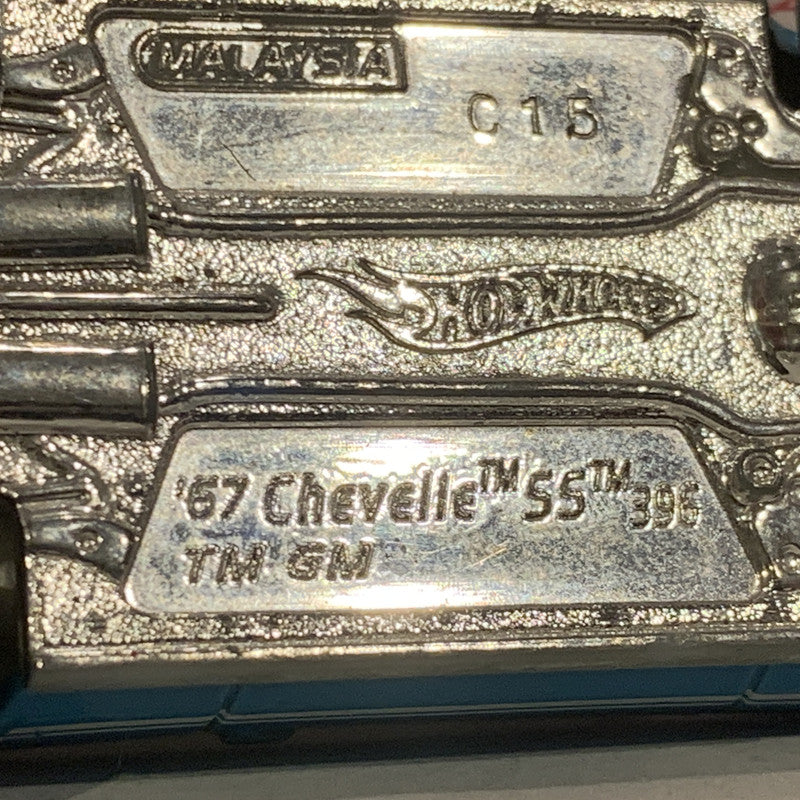 MALAYSIA
C15
HOT WHEELS
'67 Chevelle™ SS™ 396
TM GM